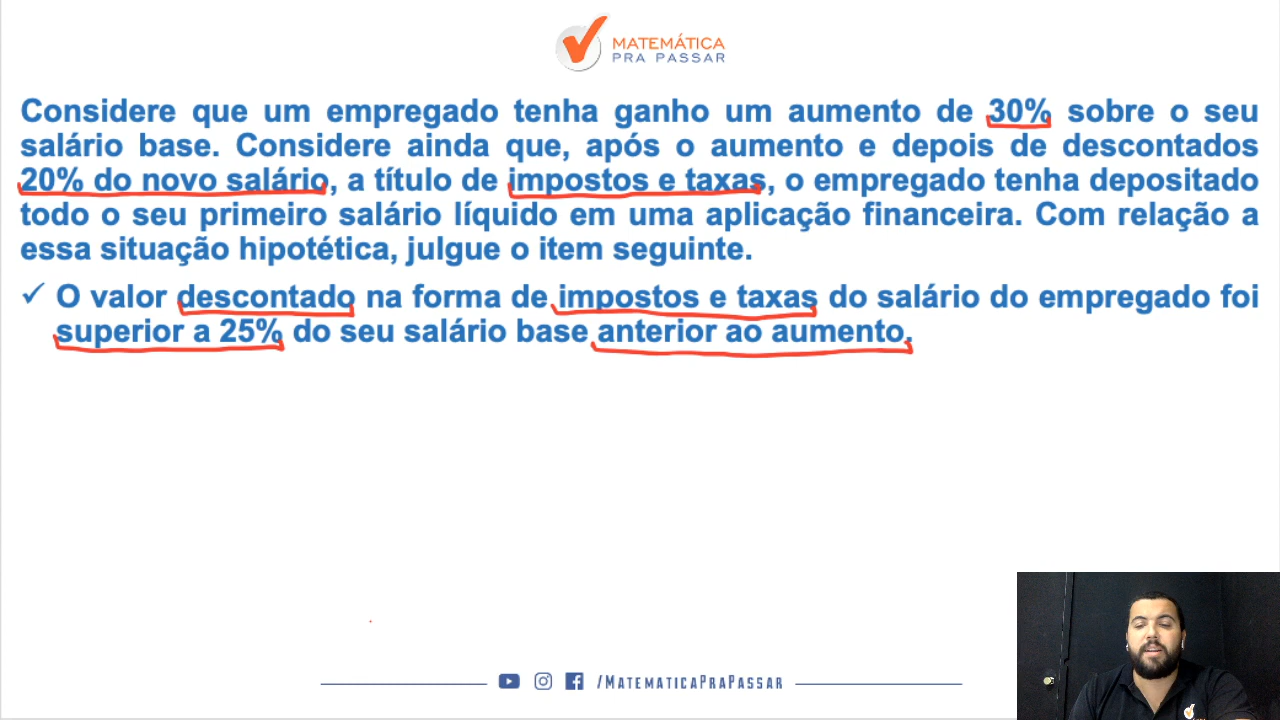 MATEMÁTICA
PRA PASSAR
Considere que um empregado tenha ganho um aumento de 30% sobre o seu
salário base. Considere ainda que, após o aumento e depois de descontados
20% do novo salário, a título de impostos e taxas, o empregado tenha depositado
todo o seu primeiro salário líquido em uma aplicação financeira. Com relação a
essa situação hipotética, julgue o item seguinte.
✓ O valor descontado na forma de impostos e taxas do salário do empregado foi
superior a 25% do seu salário base anterior ao aumento.
/MATEMATICAPRAPASSAR